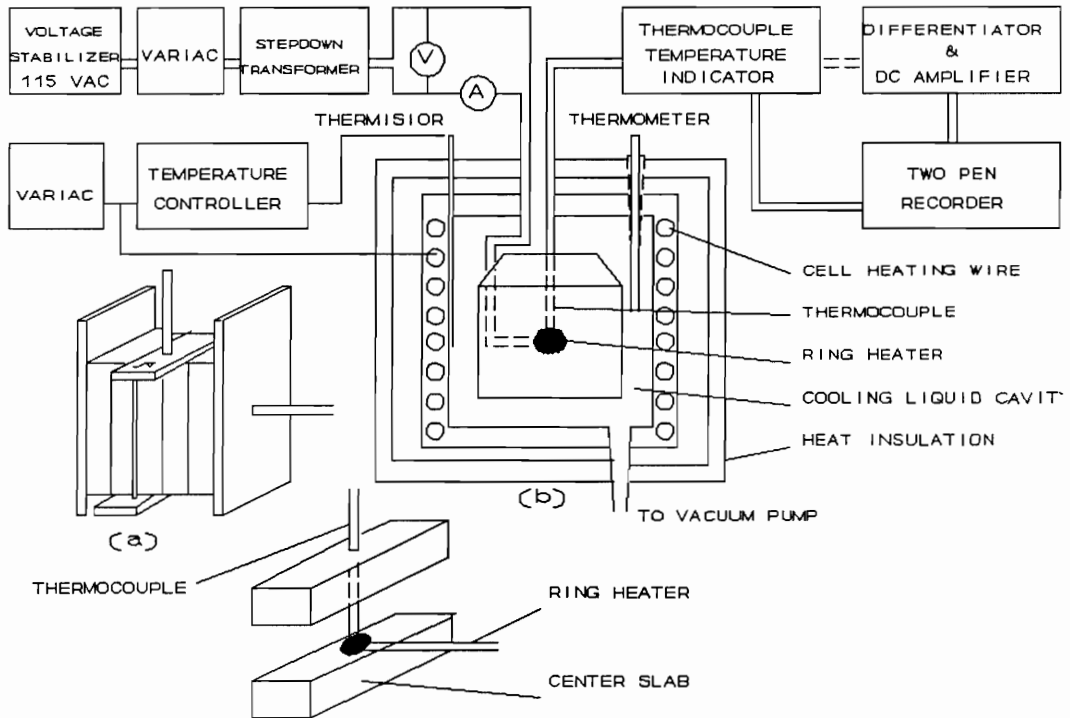 VOLTAGE
STABILIZER
115 VAC
VARIAC
STEPDOWN
TRANSFORMER
V
A
THERMOCOUPLE
TEMPERATURE
INDICATOR
DIFFERENTIATOR
&
DC AMPLIFIER
THERMISIOR
THERMOMETER
VARIAC
TEMPERATURE
CONTROLLER
TWO PEN
RECORDER
CELL HEATING WIRE
THERMOCOUPLE
RING HEATER
COOLING LIQUID CAVIT
HEAT INSULATION
(a)
(b)
TO VACUUM PUMP
THERMOCOUPLE
RING HEATER
CENTER SLAB